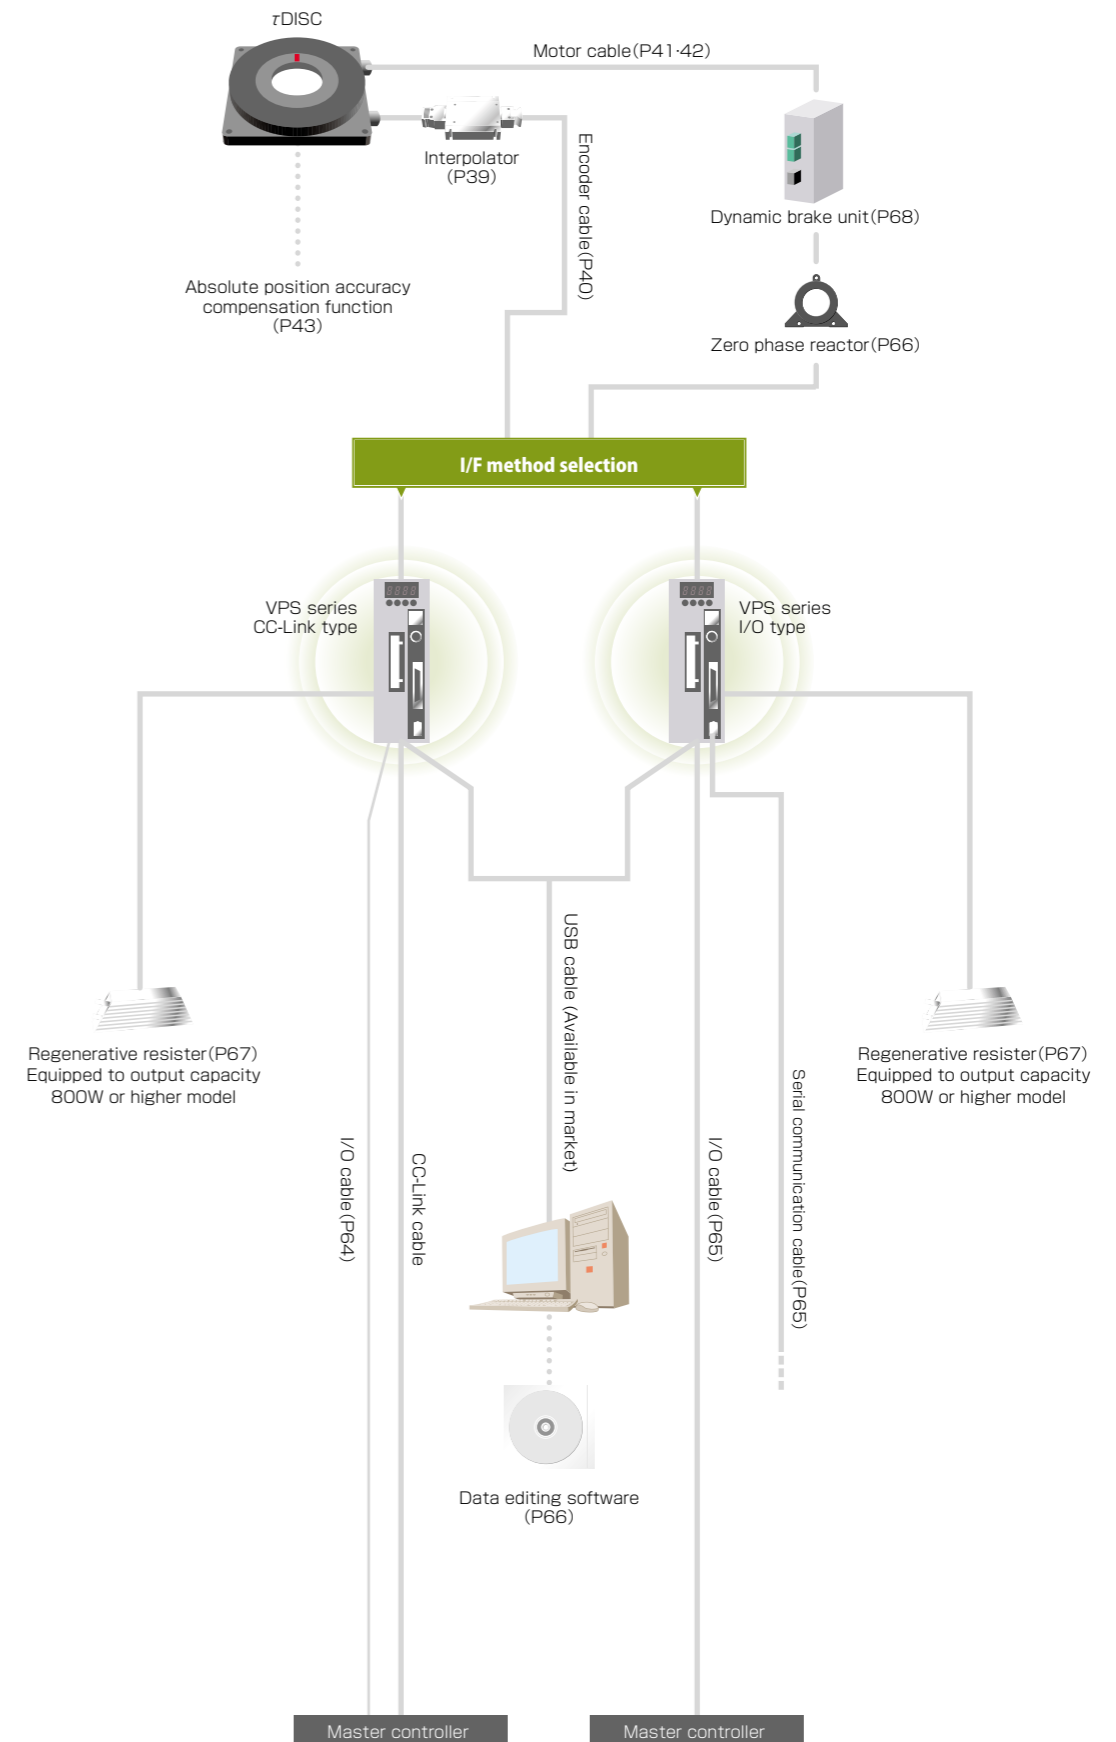 τDISC
Motor cable(P41·42)
Interpolator
(P39)
Encoder cable(P40)
Dynamic brake unit(P68)
Absolute position accuracy
compensation function
(P43)
Zero phase reactor(P66)
I/F method selection
8888
8888
VPS series
CC-Link type
VPS series
I/O type
USB cable (Available in market)
Regenerative resister(P67)
Equipped to output capacity
800W or higher model
Regenerative resister(P67)
Equipped to output capacity
800W or higher model
I/O cable(P64)
CC-Link cable
I/O cable(P65)
Serial communication cable(P65)
Data editing software
(P66)
Master controller
Master controller